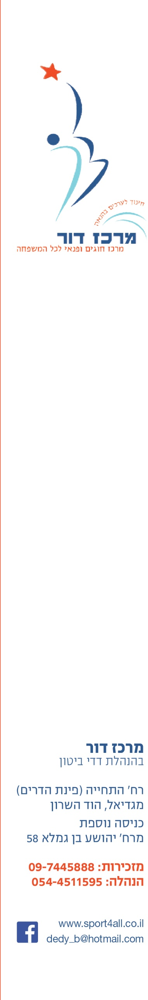 חינוך לערכים בהנאה
מרכז דור
מרכז חוגים ופנאי לכל המשפחה
מרכז דור
בהנהלת דדי ביטון
רח' התחייה (פינת הדרים)
מגדיאל, הוד השרון
כניסה נוספת
מרח' יהושע בן גמלא 58
מזכירות: 09-7445888
הנהלה: 054-4511595
www.sport4all.co.il
dedy_b@hotmail.com